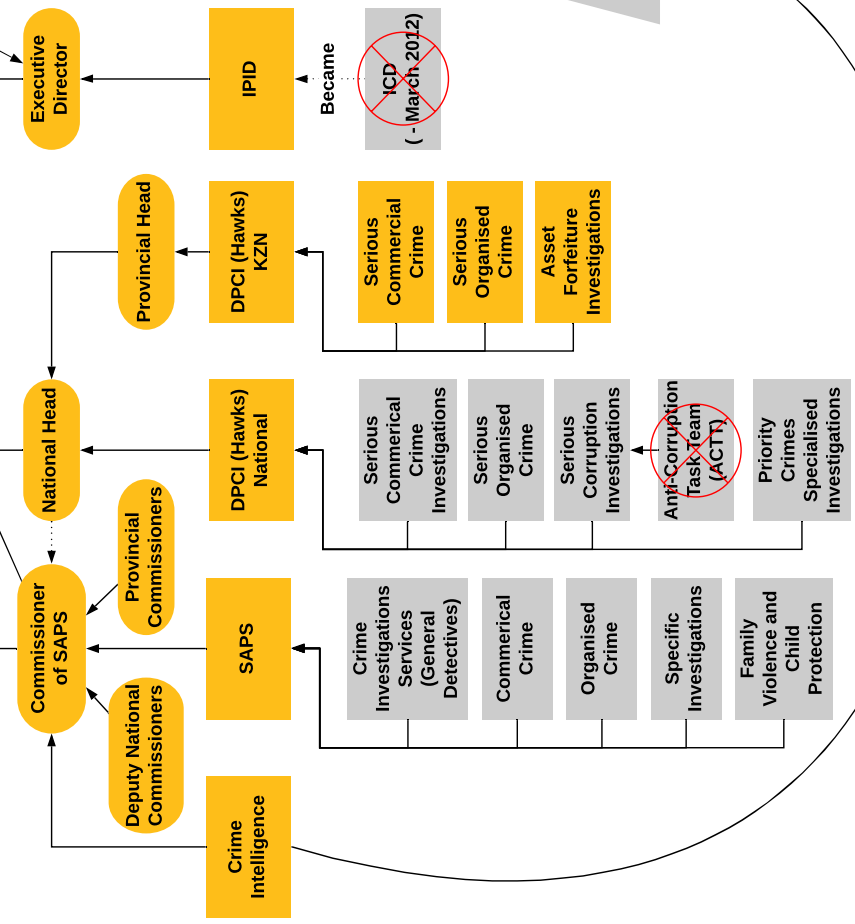 Commissioner
of SAPS
National Head
Executive
Director
Deputy National
Commissioners
Provincial
Commissioners
Provincial Head
Crime
Intelligence
SAPS
DPCI (Hawks)
National
DPCI (Hawks)
KZN
IPID
Became
Crime
Investigations
Services
(General
Detectives)
Commerical
Crime
Organised
Crime
Specific
Investigations
Family
Violence and
Child
Protection
Serious
Commerical
Crime
Investigations
Serious
Organised
Crime
Serious
Corruption
Investigations
Anti-Corruption
Task Team
(ACTT)
Priority
Crimes
Specialised
Investigations
Serious
Commercial
Crime
Serious
Organised
Crime
Asset
Forfeiture
Investigations
ICD
( - March 2012)